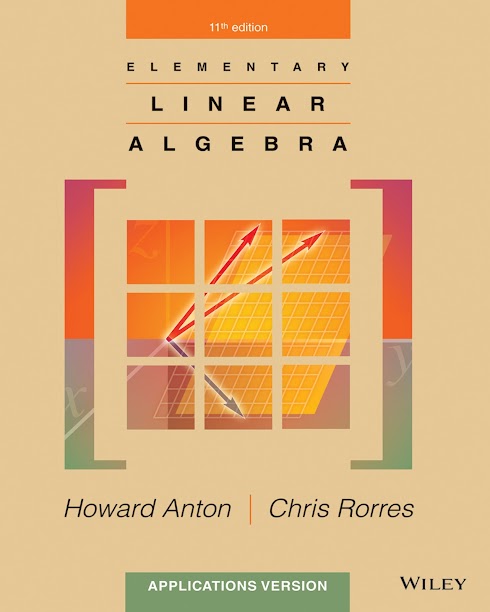 11th edition
ELEMENTARY
LINEAR
ALGEBRA
z
y
x
Howard Anton | Chris Rorres
APPLICATIONS VERSION
WILEY